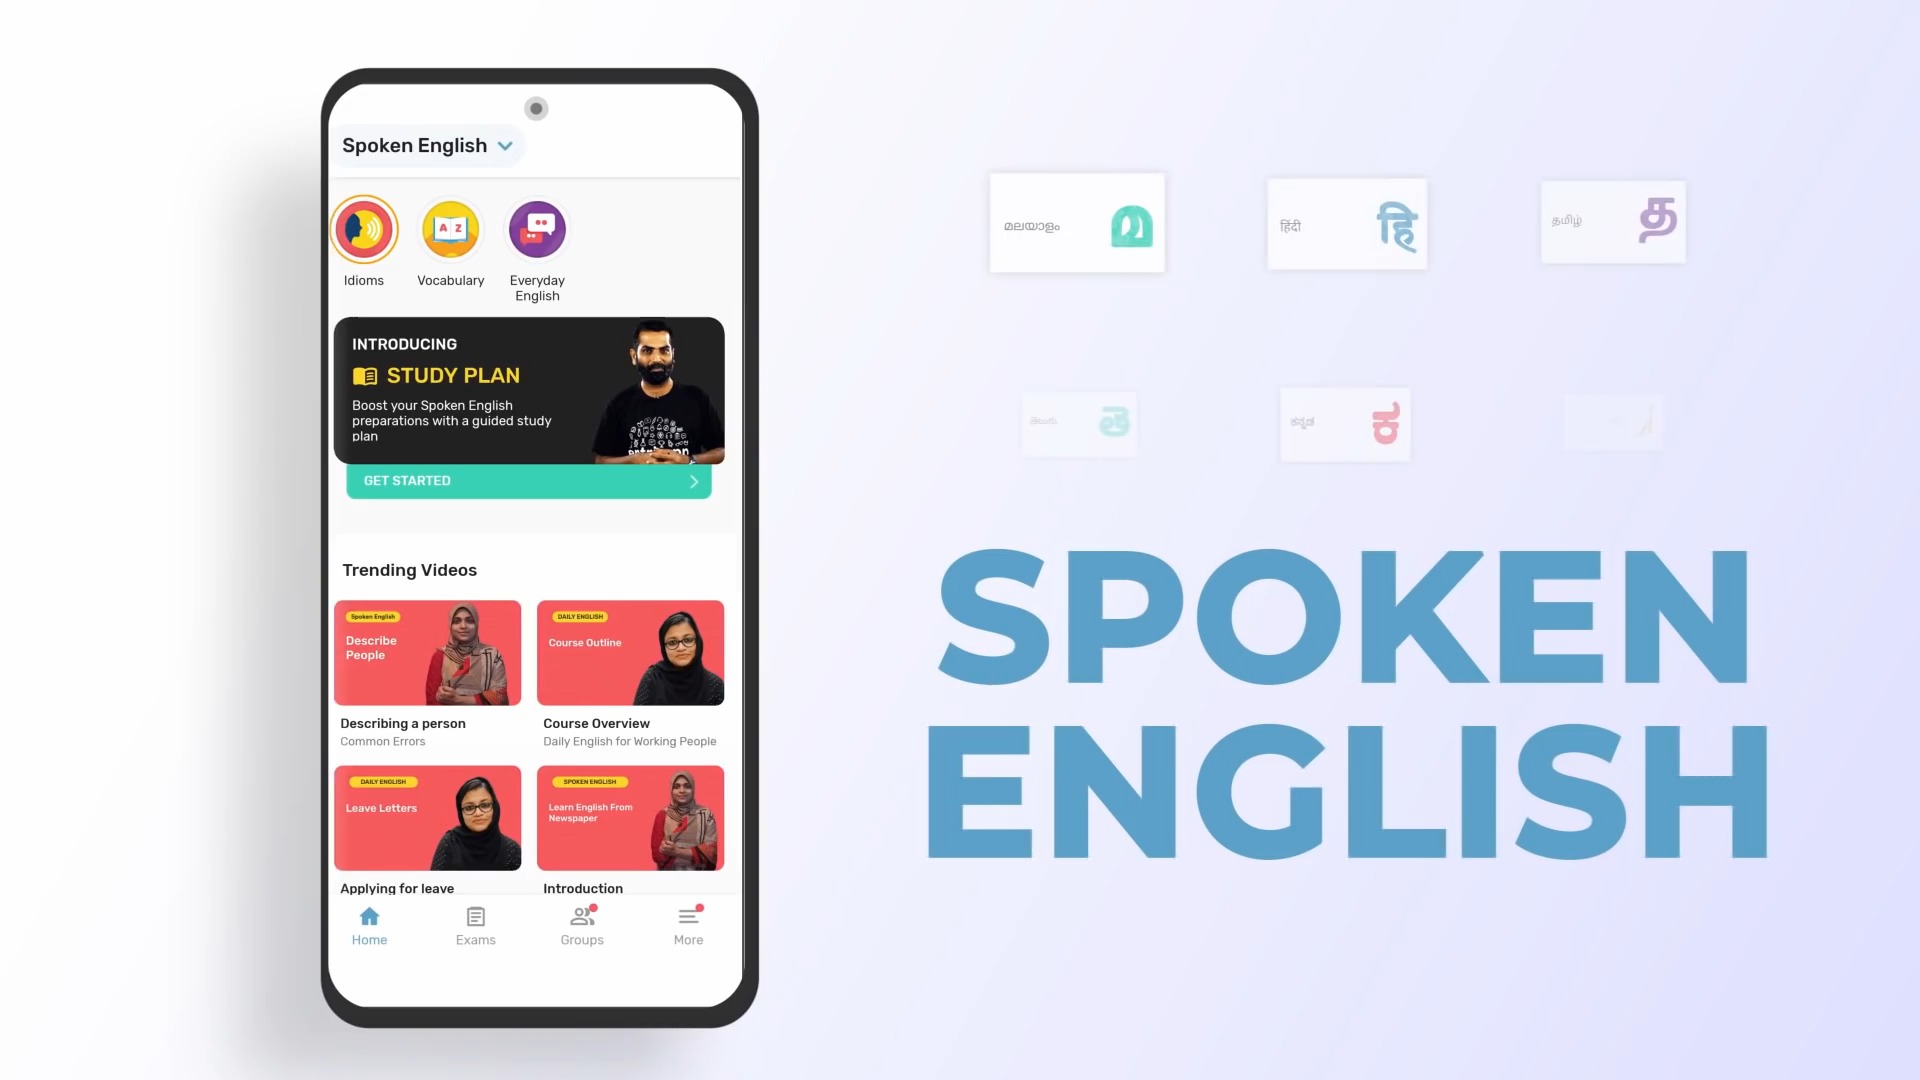 Spoken English
Idioms
Vocabulary
Everyday
English
INTRODUCING
STUDY PLAN
Boost your Spoken English
preparations with a guided study
plan
GET STARTED
Trending Videos
Spoken English
Describe
People
Describing a person
Common Errors
DAILY ENGLISH
Course Outline
Course Overview
Daily English for Working People
DAILY ENGLISH
Leave Letters
Applying for leave
SPOKEN ENGLISH
Learn English From
Newspaper
Introduction
Home
Exams
Groups
More
മലയാളം
മ
हिंदी
हि
தமிழ்
த
తెలుగు
తె
ಕನ್ನಡ
ಕ
SPOKEN
ENGLISH